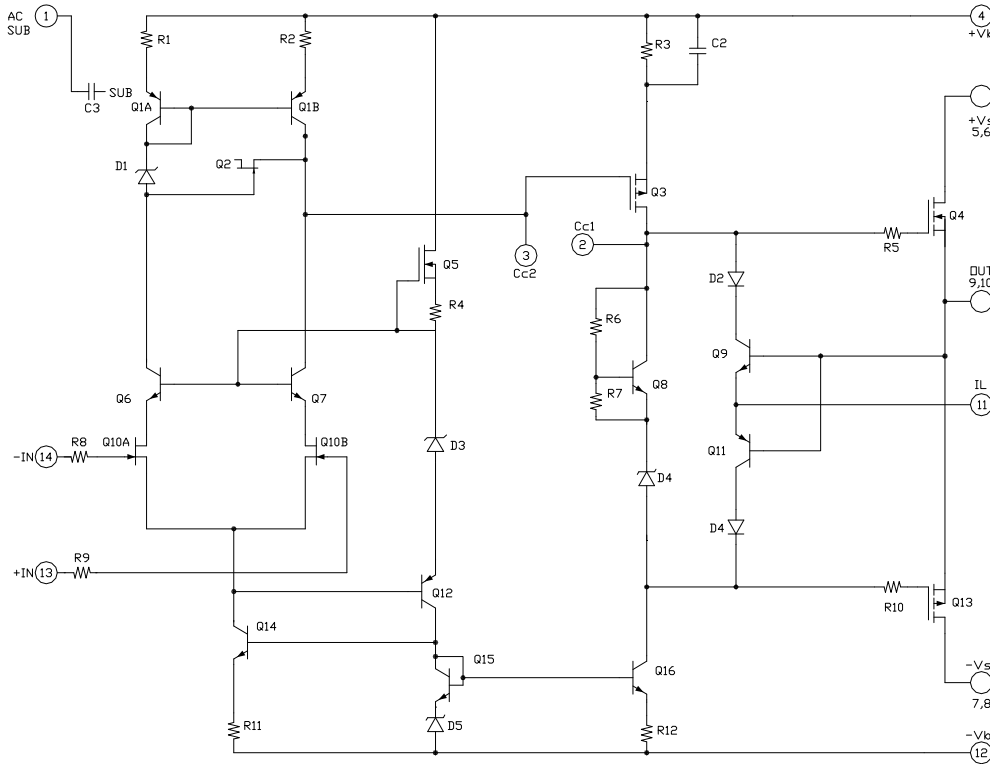 AC
SUB
1
4
+Vb
R1
R2
R3
C2
SUB
C3
Q1A
Q1B
+Vs
5,6
D1
Q2
Q3
Q4
Cc1
2
R5
3
Cc2
Q5
D2
OUT
9,10
R4
R6
Q9
Q6
Q7
R7
Q8
IL
11
-IN
14
R8
Q10A
Q10B
D3
Q11
D4
D4
+IN
13
R9
Q12
R10
Q13
Q14
Q15
Q16
-Vs
7,8
R11
D5
R12
-Vb
12